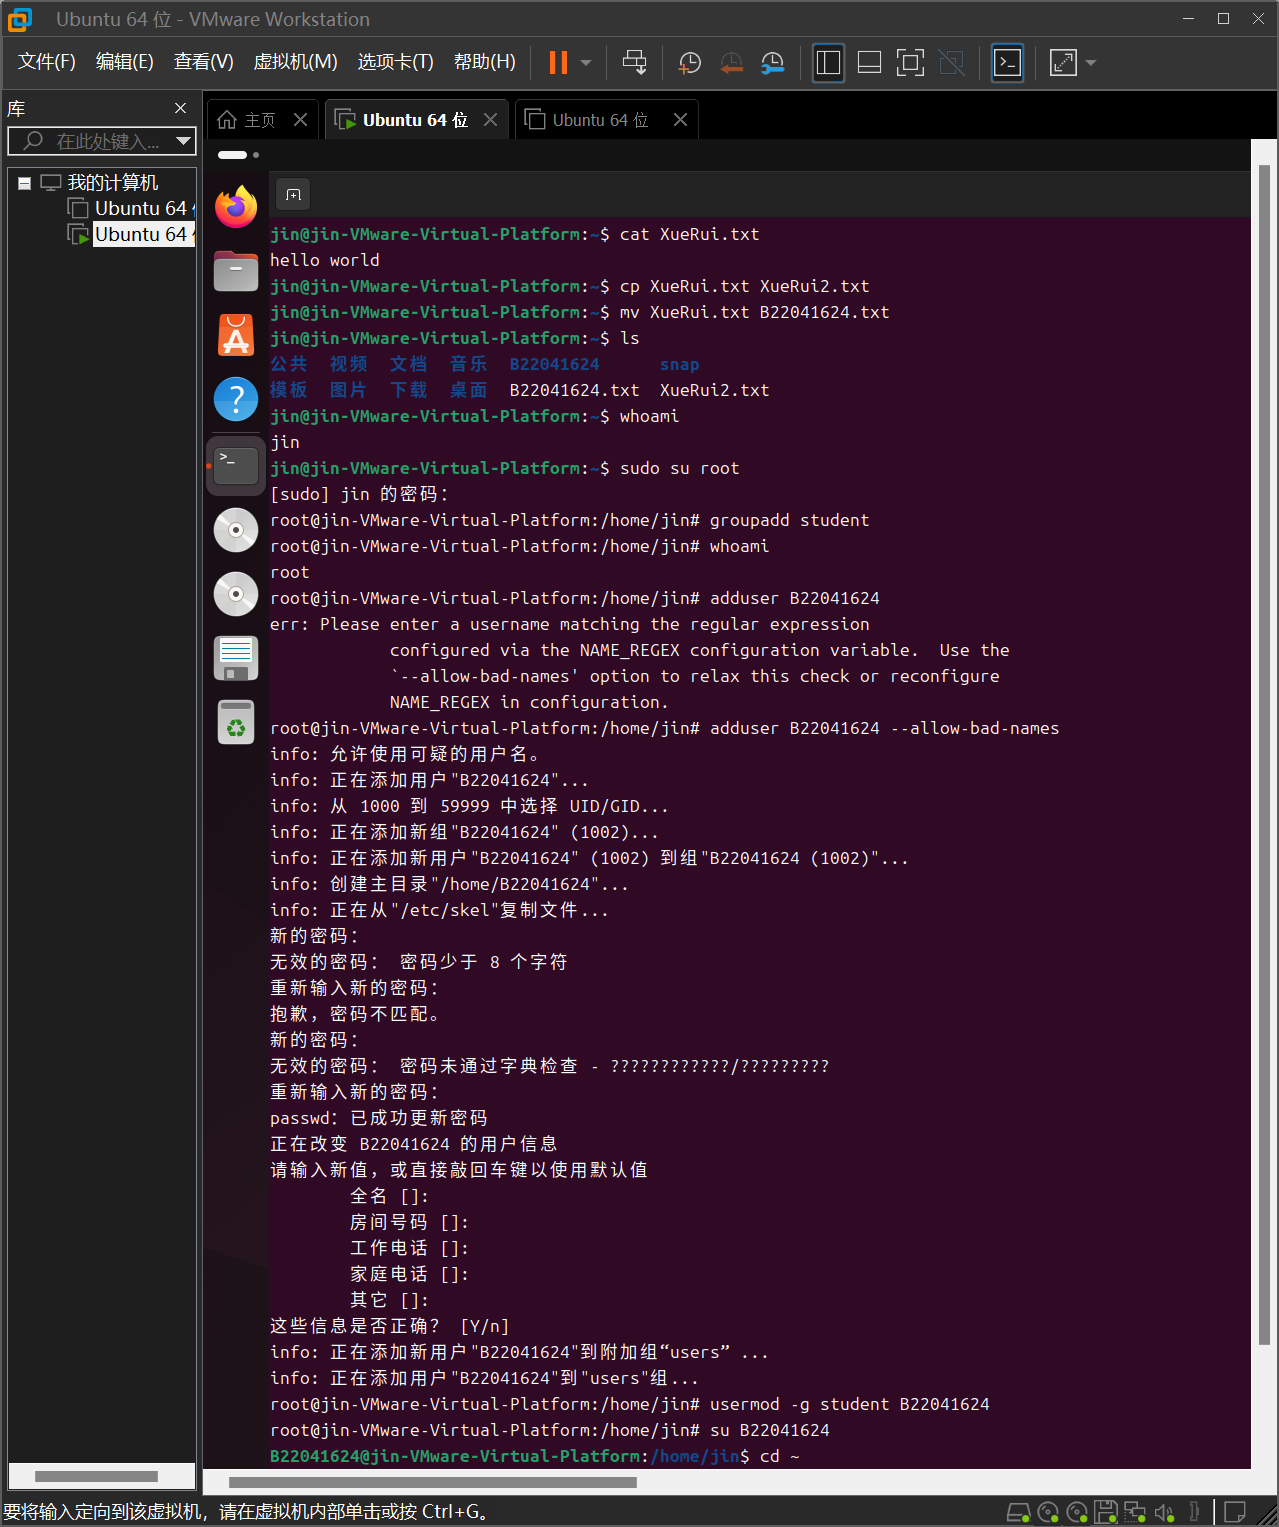 Ubuntu 64 位 - VMware Workstation
文件(F) 编辑(E) 查看(V) 虚拟机(M) 选项卡(T) 帮助(H)
库
在此处键入...
主页
Ubuntu 64 位
Ubuntu 64 位
我的计算机
Ubuntu 64
Ubuntu 64
jin@jin-VMware-Virtual-Platform:~$ cat XueRui.txt
hello world
jin@jin-VMware-Virtual-Platform:~$ cp XueRui.txt XueRui2.txt
jin@jin-VMware-Virtual-Platform:~$ mv XueRui.txt B22041624.txt
jin@jin-VMware-Virtual-Platform:~$ ls
公共 视频 文档 音乐 B22041624 snap
模板 图片 下载 桌面 B22041624.txt XueRui2.txt
jin@jin-VMware-Virtual-Platform:~$ whoami
jin
jin@jin-VMware-Virtual-Platform:~$ sudo su root
[sudo] jin 的密码：
root@jin-VMware-Virtual-Platform:/home/jin# groupadd student
root@jin-VMware-Virtual-Platform:/home/jin# whoami
root
root@jin-VMware-Virtual-Platform:/home/jin# adduser B22041624
err: Please enter a username matching the regular expression
configured via the NAME_REGEX configuration variable.  Use the
`--allow-bad-names' option to relax this check or reconfigure
NAME_REGEX in configuration.
root@jin-VMware-Virtual-Platform:/home/jin# adduser B22041624 --allow-bad-names
info: 允许使用可疑的用户名。
info: 正在添加用户"B22041624"...
info: 从 1000 到 59999 中选择 UID/GID...
info: 正在添加新组"B22041624" (1002)...
info: 正在添加新用户"B22041624" (1002) 到组"B22041624 (1002)"...
info: 创建主目录"/home/B22041624"...
info: 正在从"/etc/skel"复制文件...
新的密码：
无效的密码： 密码少于 8 个字符
重新输入新的密码：
抱歉，密码不匹配。
新的密码：
无效的密码： 密码未通过字典检查 - ????????????/?????????
重新输入新的密码：
passwd：已成功更新密码
正在改变 B22041624 的用户信息
请输入新值，或直接敲回车键以使用默认值
全名 []:
房间号码 []:
工作电话 []:
家庭电话 []:
其它 []:
这些信息是否正确？ [Y/n]
info: 正在添加新用户"B22041624"到附加组“users” ...
info: 正在添加用户"B22041624"到"users"组...
root@jin-VMware-Virtual-Platform:/home/jin# usermod -g student B22041624
root@jin-VMware-Virtual-Platform:/home/jin# su B22041624
B22041624@jin-VMware-Virtual-Platform:/home/jin$ cd ~
要将输入定向到该虚拟机，请在虚拟机内部单击或按 Ctrl+G。